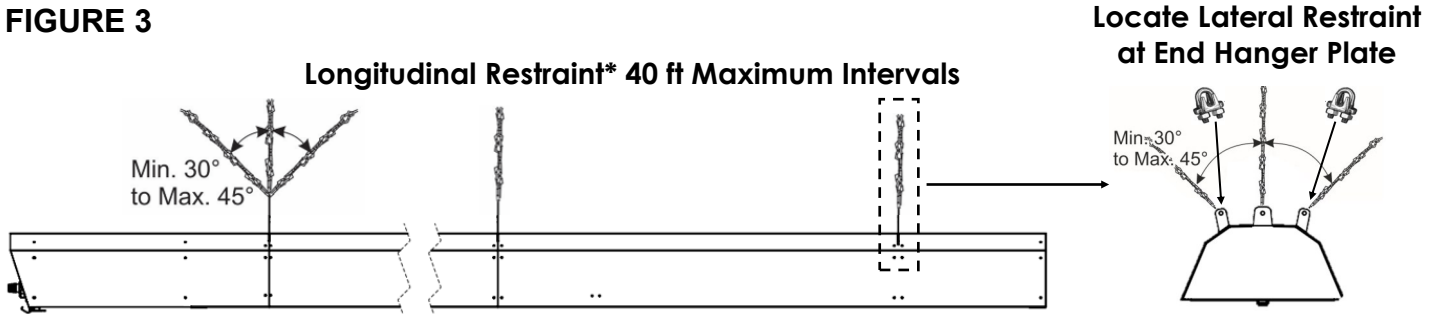 FIGURE 3
Locate Lateral Restraint
at End Hanger Plate
Longitudinal Restraint* 40 ft Maximum Intervals
Min. 30°
to Max. 45°
Min. 30°
to Max. 45°